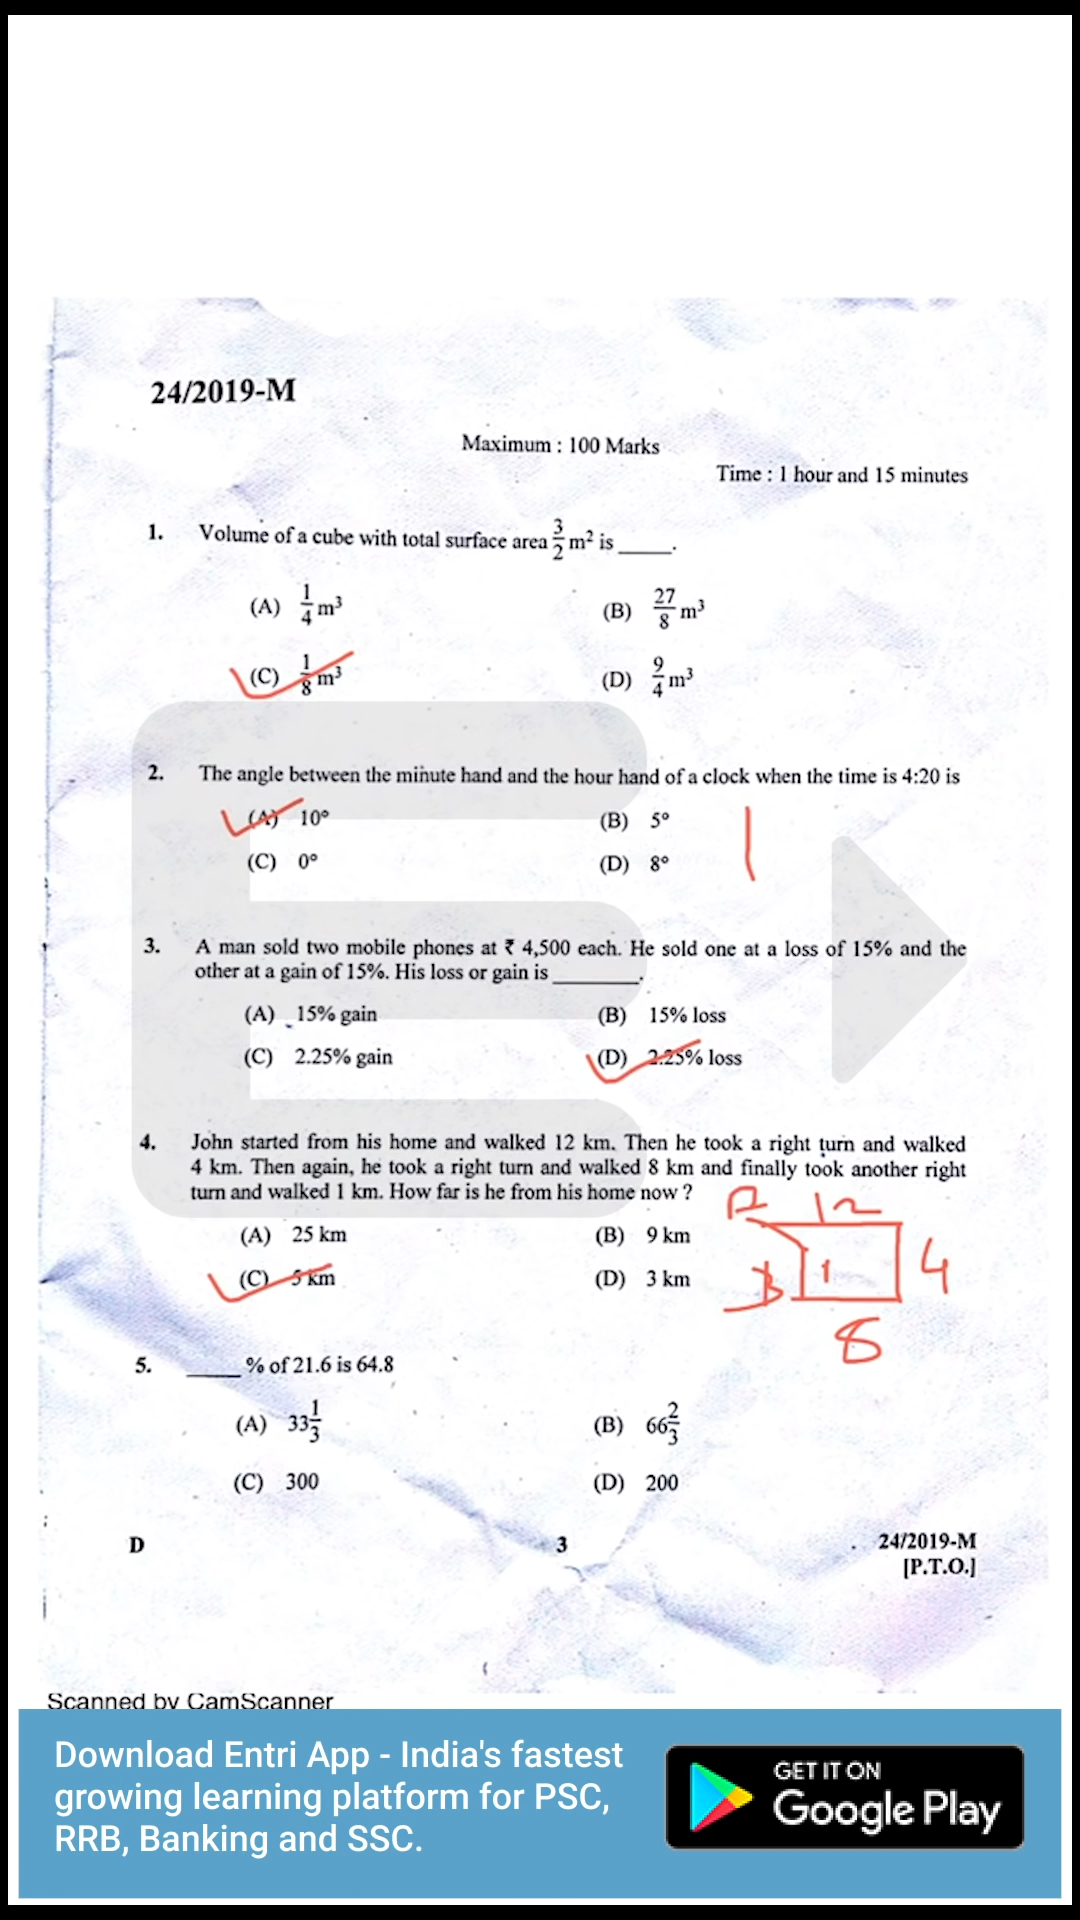 24/2019-M
Maximum : 100 Marks
Time : 1 hour and 15 minutes
1. Volume of a cube with total surface area 3/2 m² is _____.
(A) 1/4 m³ (B) 27/8 m³
(C) 1/8 m³ (D) 9/4 m³
2. The angle between the minute hand and the hour hand of a clock when the time is 4:20 is
(A) 10° (B) 5°
(C) 0° (D) 8°
3. A man sold two mobile phones at ₹ 4,500 each. He sold one at a loss of 15% and the
other at a gain of 15%. His loss or gain is ________.
(A) 15% gain (B) 15% loss
(C) 2.25% gain (D) 2.25% loss
4. John started from his home and walked 12 km. Then he took a right turn and walked
4 km. Then again, he took a right turn and walked 8 km and finally took another right
turn and walked 1 km. How far is he from his home now ?
12
(A) 25 km (B) 9 km
(C) 5 km (D) 3 km
1 4
8
5. _____ % of 21.6 is 64.8
(A) 33 1/3 (B) 66 2/3
(C) 300 (D) 200
D 3 24/2019-M
[P.T.O.]
Scanned by CamScanner
Download Entri App - India's fastest
growing learning platform for PSC,
RRB, Banking and SSC.
GET IT ON
Google Play